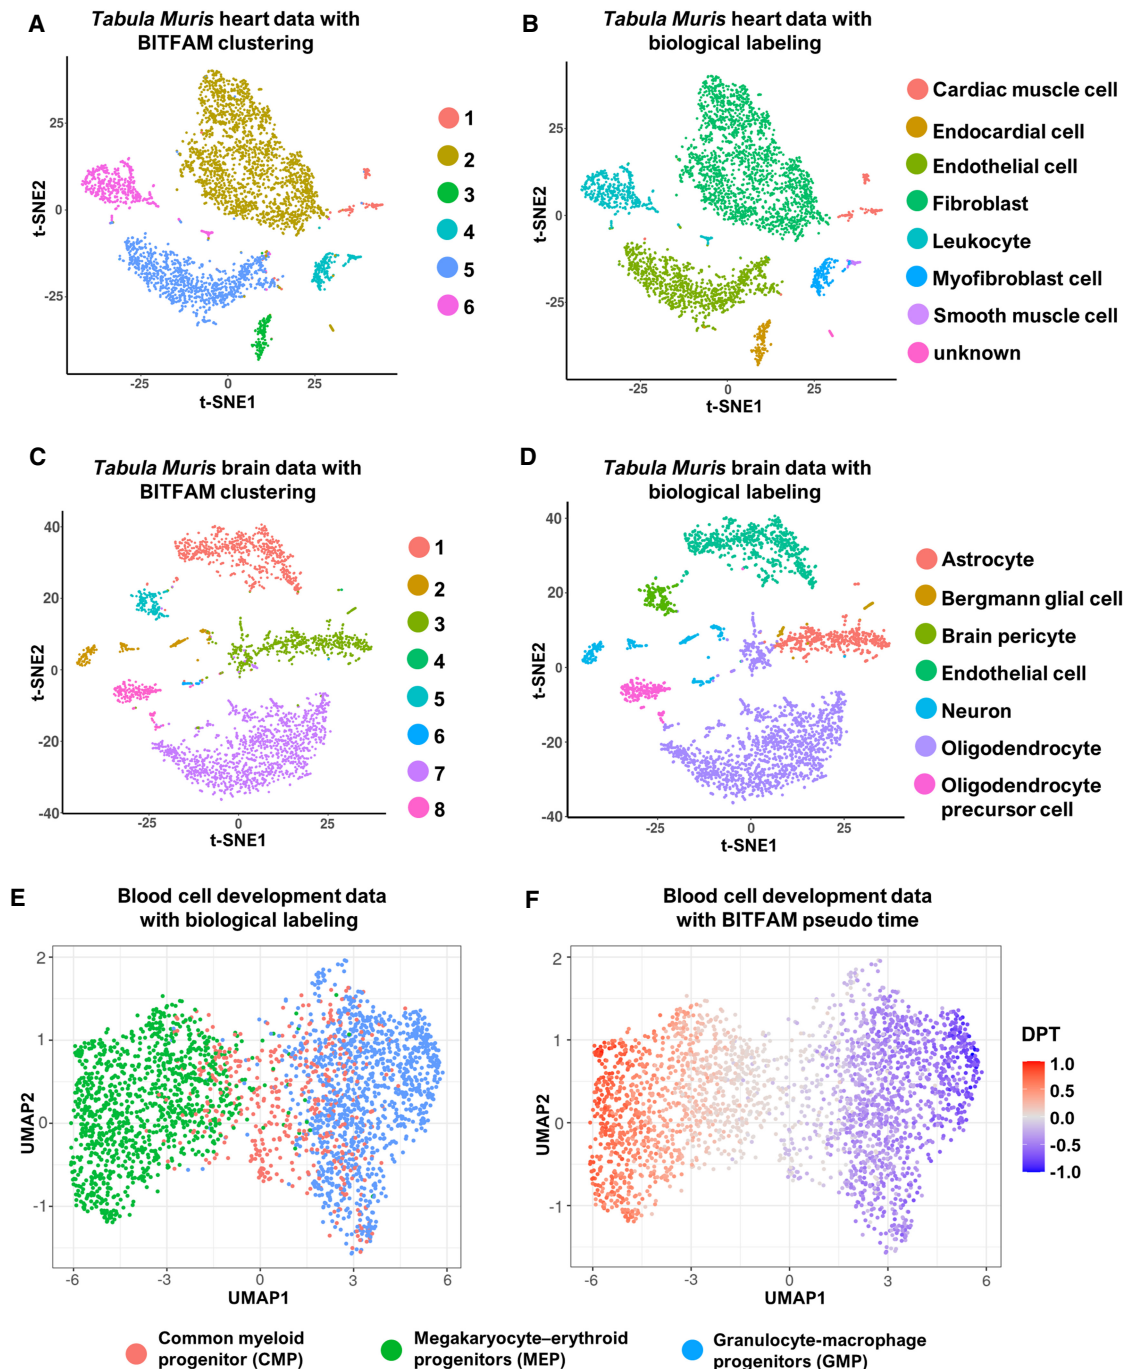 A
Tabula Muris heart data with
BITFAM clustering
25
0
-25
t-SNE2
-25
0
25
t-SNE1
1
2
3
4
5
6
B
Tabula Muris heart data with
biological labeling
25
0
-25
t-SNE2
-25
0
25
t-SNE1
Cardiac muscle cell
Endocardial cell
Endothelial cell
Fibroblast
Leukocyte
Myofibroblast cell
Smooth muscle cell
unknown
C
Tabula Muris brain data with
BITFAM clustering
40
20
0
-20
-40
t-SNE2
-25
0
25
t-SNE1
1
2
3
4
5
6
7
8
D
Tabula Muris brain data with
biological labeling
40
20
0
-20
-40
t-SNE2
-25
0
25
t-SNE1
Astrocyte
Bergmann glial cell
Brain pericyte
Endothelial cell
Neuron
Oligodendrocyte
Oligodendrocyte
precursor cell
E
Blood cell development data
with biological labeling
2
1
0
-1
UMAP2
-6
-3
0
3
6
UMAP1
F
Blood cell development data
with BITFAM pseudo time
2
1
0
-1
UMAP2
-6
-3
0
3
6
UMAP1
DPT
1.0
0.5
0.0
-0.5
-1.0
Common myeloid
progenitor (CMP)
Megakaryocyte–erythroid
progenitors (MEP)
Granulocyte-macrophage
progenitors (GMP)